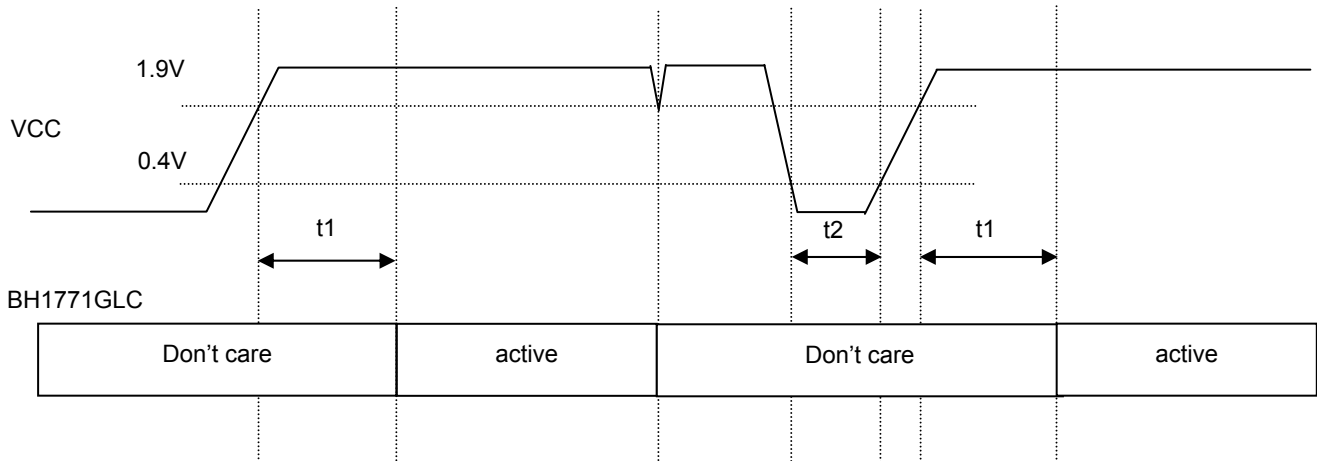 1.9V
VCC
0.4V
t1
t2
t1
BH1771GLC
Don't care
active
Don't care
active